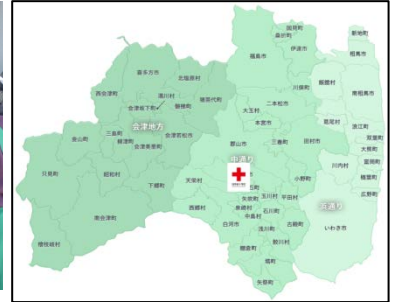 国見町
桑折町
新地町
伊達市
相馬市
福島市
喜多方市
北塩原村
飯舘村
川俣町
南相馬市
西会津町
湯川村
会津坂下町
磐梯町
猪苗代町
二本松市
大玉村
葛尾村
浪江町
会津地方
本宮市
双葉町
金山町
三島町
柳津町
会津若松市
会津美里町
郡山市
三春町
田村市
大熊町
中通り
川内村
富岡町
只見町
昭和村
小野町
楢葉町
下郷町
天栄村
広野町
矢吹町
玉川村
平田村
浜通り
南会津町
西郷村
泉崎村
中島村
石川町
白河市
浅川町
古殿町
いわき市
檜枝岐村
棚倉町
鮫川村
塙町
矢祭町